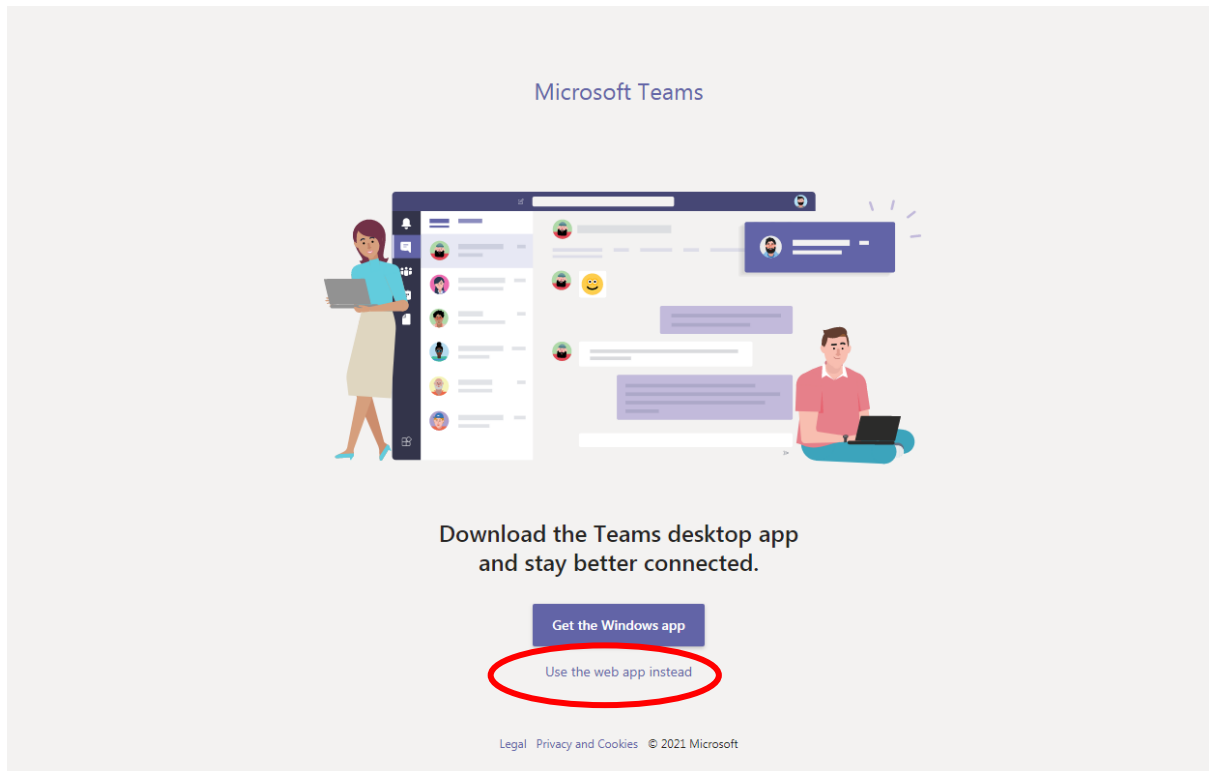 Microsoft Teams
Download the Teams desktop app
and stay better connected.
Get the Windows app
Use the web app instead
Legal Privacy and Cookies © 2021 Microsoft